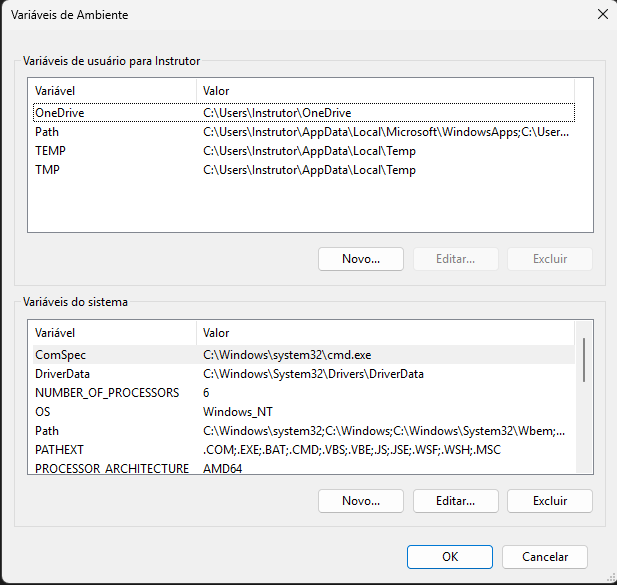 Variáveis de Ambiente
Variáveis de usuário para Instrutor
Variável Valor
OneDrive C:\Users\Instrutor\OneDrive
Path C:\Users\Instrutor\AppData\Local\Microsoft\WindowsApps;C:\User...
TEMP C:\Users\Instrutor\AppData\Local\Temp
TMP C:\Users\Instrutor\AppData\Local\Temp
Novo... Editar... Excluir
Variáveis do sistema
Variável Valor
ComSpec C:\Windows\system32\cmd.exe
DriverData C:\Windows\System32\Drivers\DriverData
NUMBER_OF_PROCESSORS 6
OS Windows_NT
Path C:\Windows\system32;C:\Windows;C:\Windows\System32\Wbem;...
PATHEXT .COM;.EXE;.BAT;.CMD;.VBS;.VBE;.JS;.JSE;.WSF;.WSH;.MSC
PROCESSOR_ARCHITECTURE AMD64
Novo... Editar... Excluir
OK Cancelar